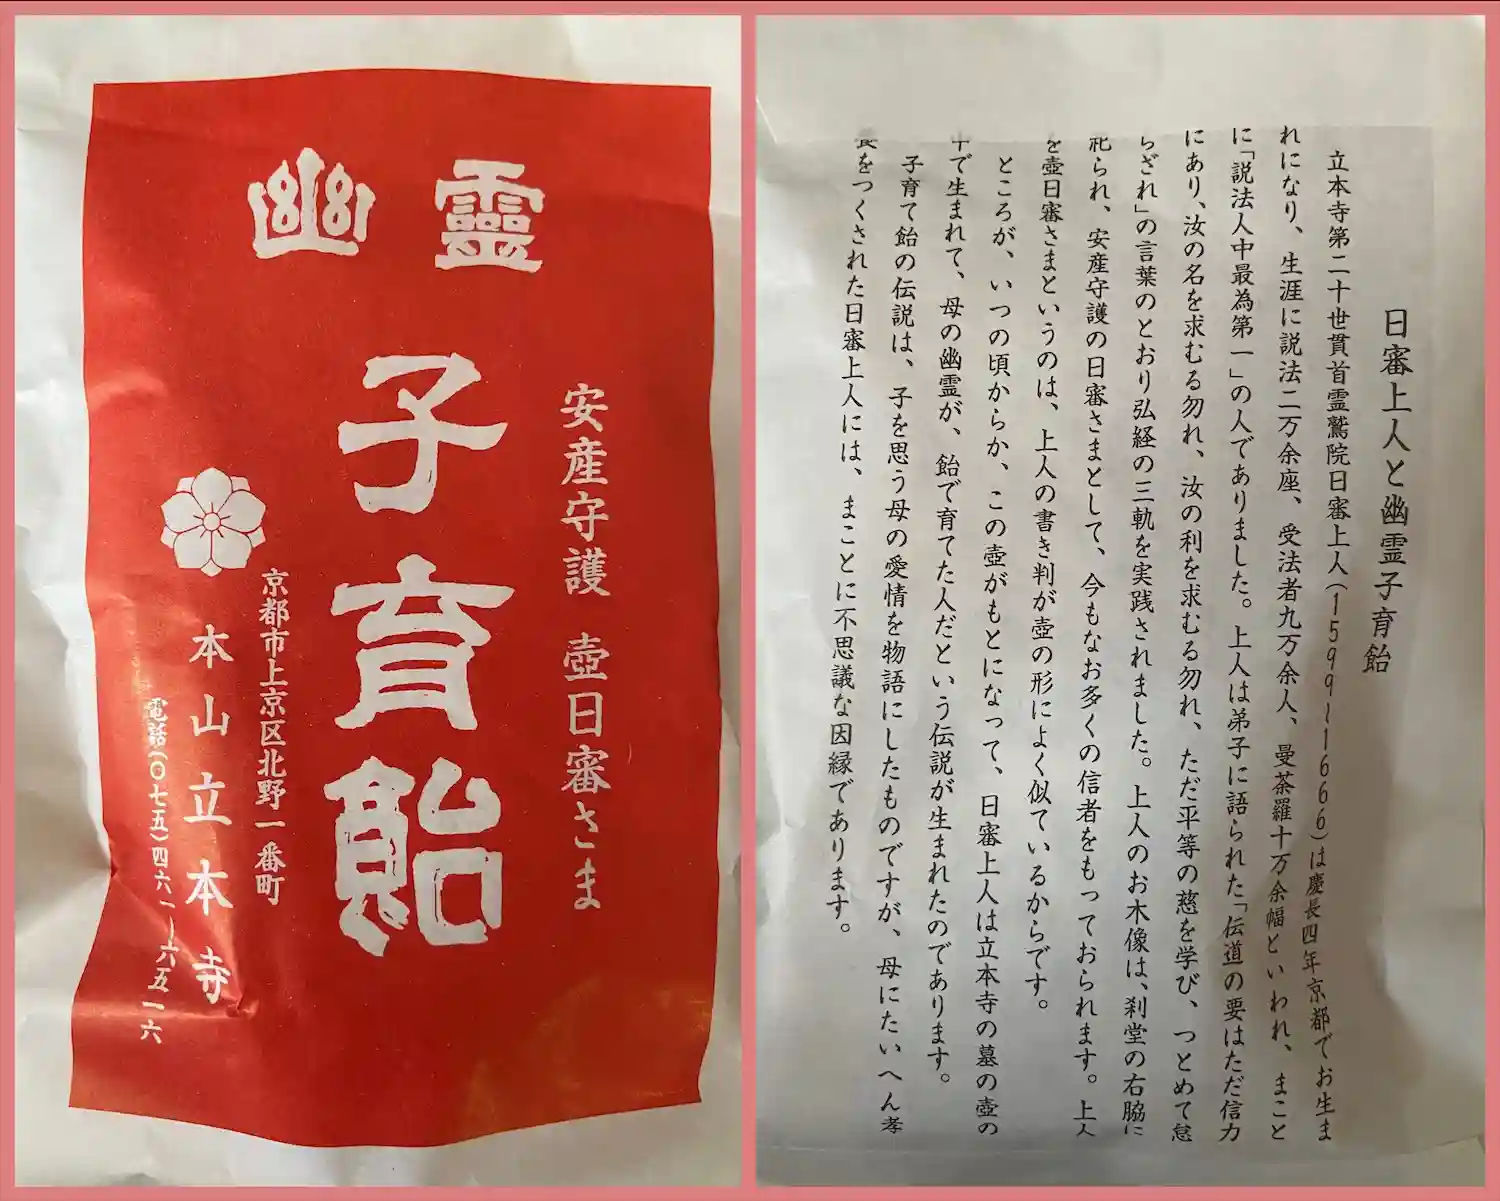 幽靈
安産守護 壺日審さま
子育飴
京都市上京区北野一番町
本山立本寺
電話(〇七五)四六一―六五一六
日審上人と幽霊子育飴
立本寺第二十世貫首霊鷲院日審上人(1599〜1666)は慶長四年京都でお生ま
れになり、生涯に説法二万余座、受法者九万余人、曼荼羅十万余幅といわれ、まこと
に「説法人中最為第一」の人でありました。上人は弟子に語られた「伝道の要はただ信力
にあり、汝の名を求むる勿れ、汝の利を求むる勿れ、ただ平等の慈を学び、つとめて怠
らざれ」の言葉のとおり弘経の三軌を実践されました。上人のお木像は、刹堂の右脇に
祀られ、安産守護の日審さまとして、今もなお多くの信者をもっておられます。上人
を壺日審さまというのは、上人の書き判が壺の形によく似ているからです。
ところが、いつの頃からか、この壺がもとになって、日審上人は立本寺の墓の壺の
中で生まれて、母の幽霊が、飴で育てた人だという伝説が生まれたのであります。
子育て飴の伝説は、子を思う母の愛情を物語にしたものですが、母にたいへん孝
養をつくされた日審上人には、まことに不思議な因縁であります。